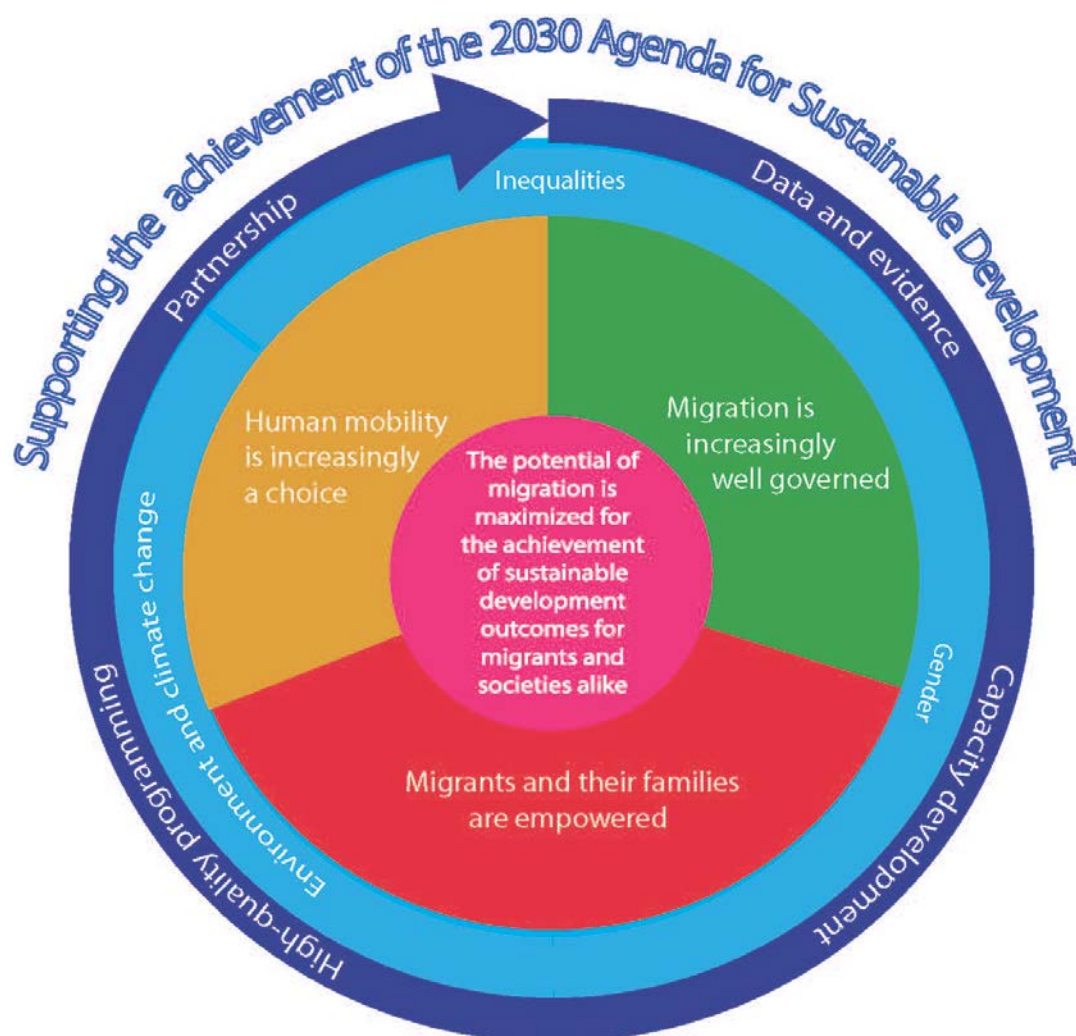 Supporting the achievement of the 2030 Agenda for Sustainable Development
Partnership
Data and evidence
Capacity development
High-quality programming
Inequalities
Gender
Environment and climate change
Human mobility
is increasingly
a choice
Migration is
increasingly
well governed
The potential of
migration is
maximized for
the achievement
of sustainable
development
outcomes for
migrants and
societies alike
Migrants and their families
are empowered